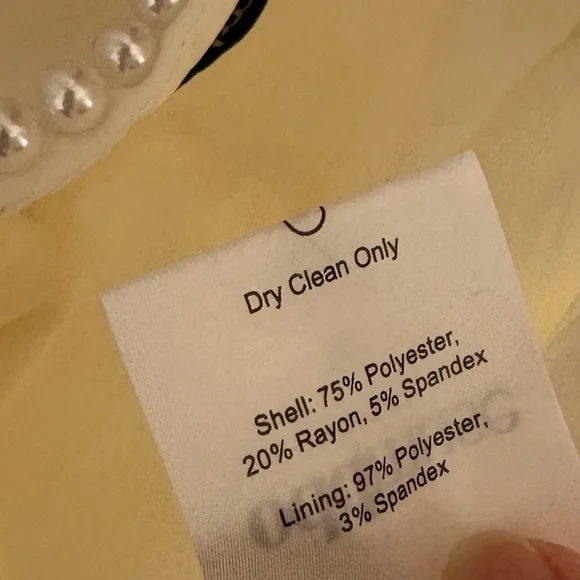 Dry Clean Only
Shell: 75% Polyester,
20% Rayon, 5% Spandex
Lining: 97% Polyester,
3% Spandex